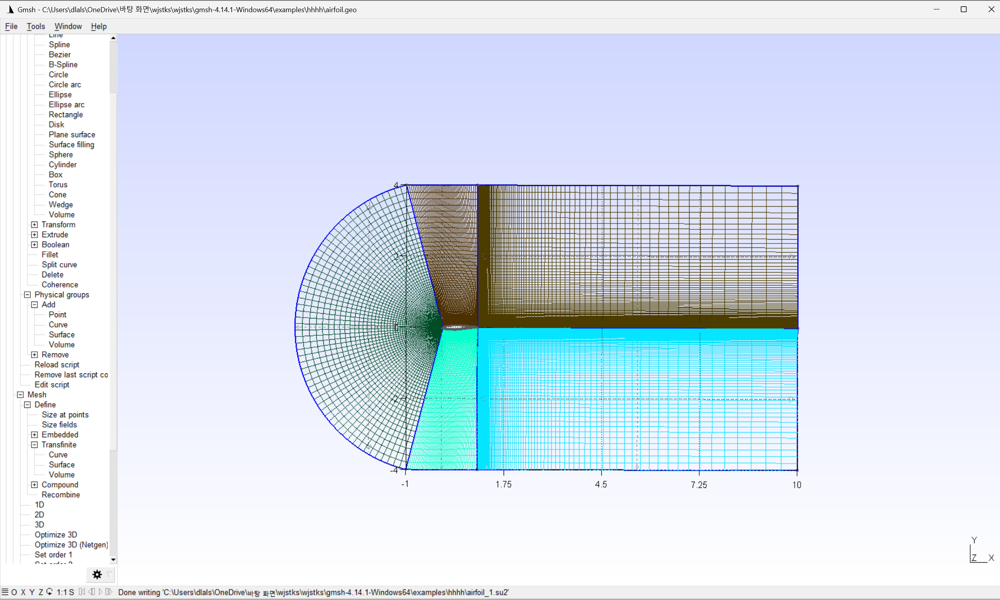 Gmsh - C:\Users\dlals\OneDrive\바탕 화면\wjstks\wjstks\gmsh-4.14.1-Windows64\examples\hhhh\airfoil.geo
File Tools Window Help
Line
Spline
Bezier
B-Spline
Circle
Circle arc
Ellipse
Ellipse arc
Rectangle
Disk
Plane surface
Surface filling
Sphere
Cylinder
Box
Torus
Cone
Wedge
Volume
Transform
Extrude
Boolean
Fillet
Split curve
Delete
Coherence
Physical groups
Add
Point
Curve
Surface
Volume
Remove
Reload script
Remove last script co
Edit script
Mesh
Define
Size at points
Size fields
Embedded
Transfinite
Curve
Surface
Volume
Compound
Recombine
1D
2D
3D
Optimize 3D
Optimize 3D (Netgen)
Set order 1
Set order 2
4
2
0
-2
-4
-1 1.75 4.5 7.25 10
Y
Z X
O X Y Z 1:1 S Done writing 'C:\Users\dlals\OneDrive\바탕 화면\wjstks\wjstks\gmsh-4.14.1-Windows64\examples\hhhh\airfoil_1.su2'